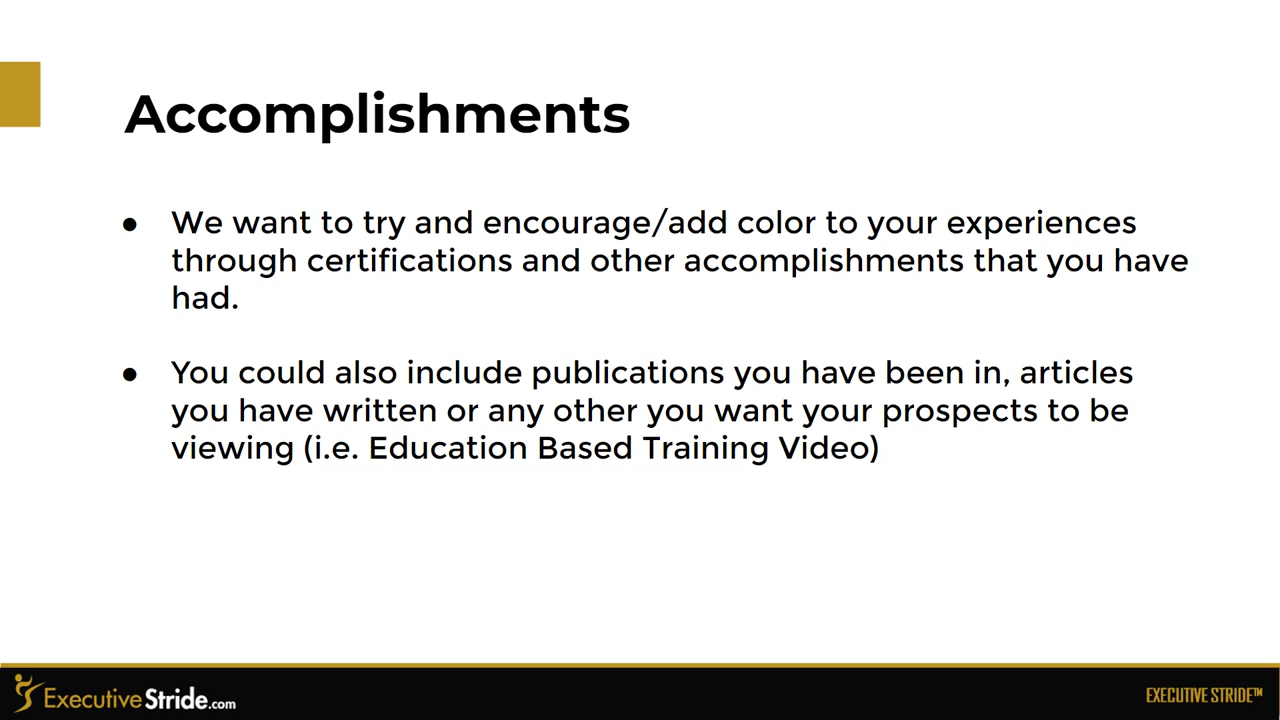 Accomplishments
● We want to try and encourage/add color to your experiences
through certifications and other accomplishments that you have
had.
● You could also include publications you have been in, articles
you have written or any other you want your prospects to be
viewing (i.e. Education Based Training Video)
ExecutiveStride.com
EXECUTIVE STRIDE™